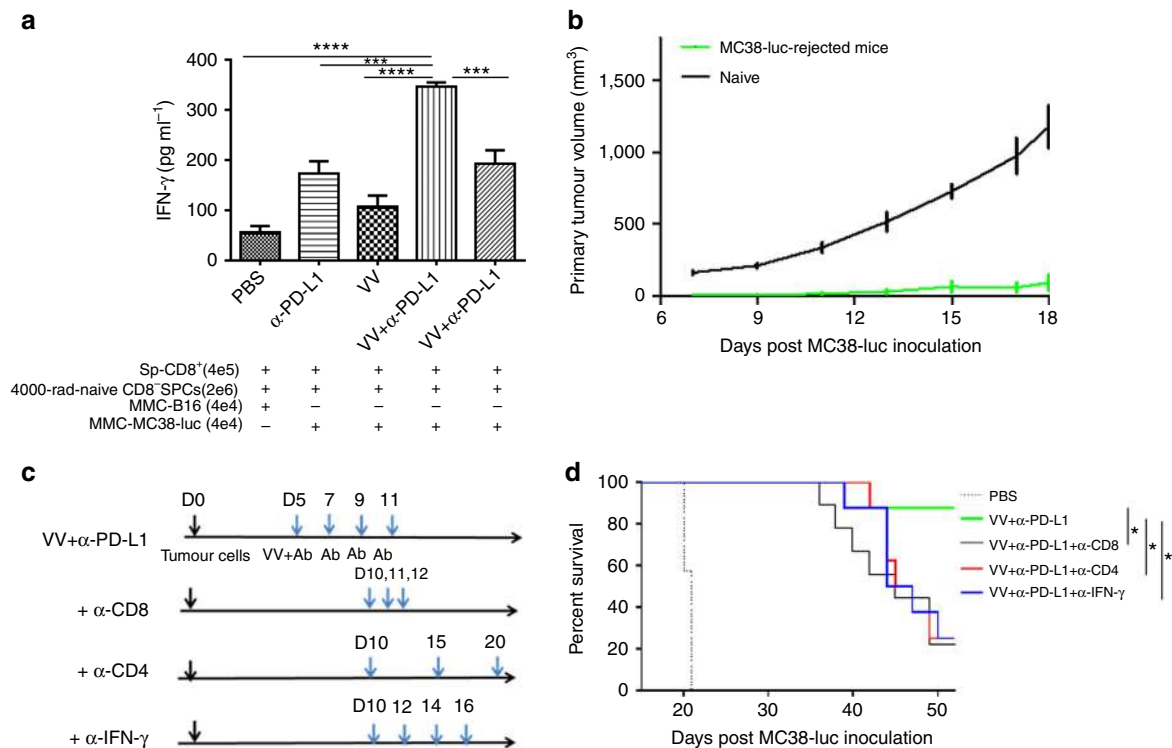 a
****
***
****
***
400
300
200
100
0
IFN-γ (pg ml⁻¹)
PBS
α-PD-L1
VV
VV+α-PD-L1
VV+α-PD-L1
Sp-CD8⁺(4e5) + + + + +
4000-rad-naive CD8⁻SPCs(2e6) + + + + +
MMC-B16 (4e4) + – – – –
MMC-MC38-luc (4e4) – + + + +
b
MC38-luc-rejected mice
Naive
Primary tumour volume (mm³)
1,500
1,000
500
0
6 9 12 15 18
Days post MC38-luc inoculation
c
D0 D5 7 9 11
VV+α-PD-L1
Tumour cells VV+Ab Ab Ab Ab
D10,11,12
+ α-CD8
D10 15 20
+ α-CD4
D10 12 14 16
+ α-IFN-γ
d
Percent survival
100
80
60
40
20
0
20 30 40 50
Days post MC38-luc inoculation
PBS
VV+α-PD-L1
VV+α-PD-L1+α-CD8
VV+α-PD-L1+α-CD4
VV+α-PD-L1+α-IFN-γ
*
*
*